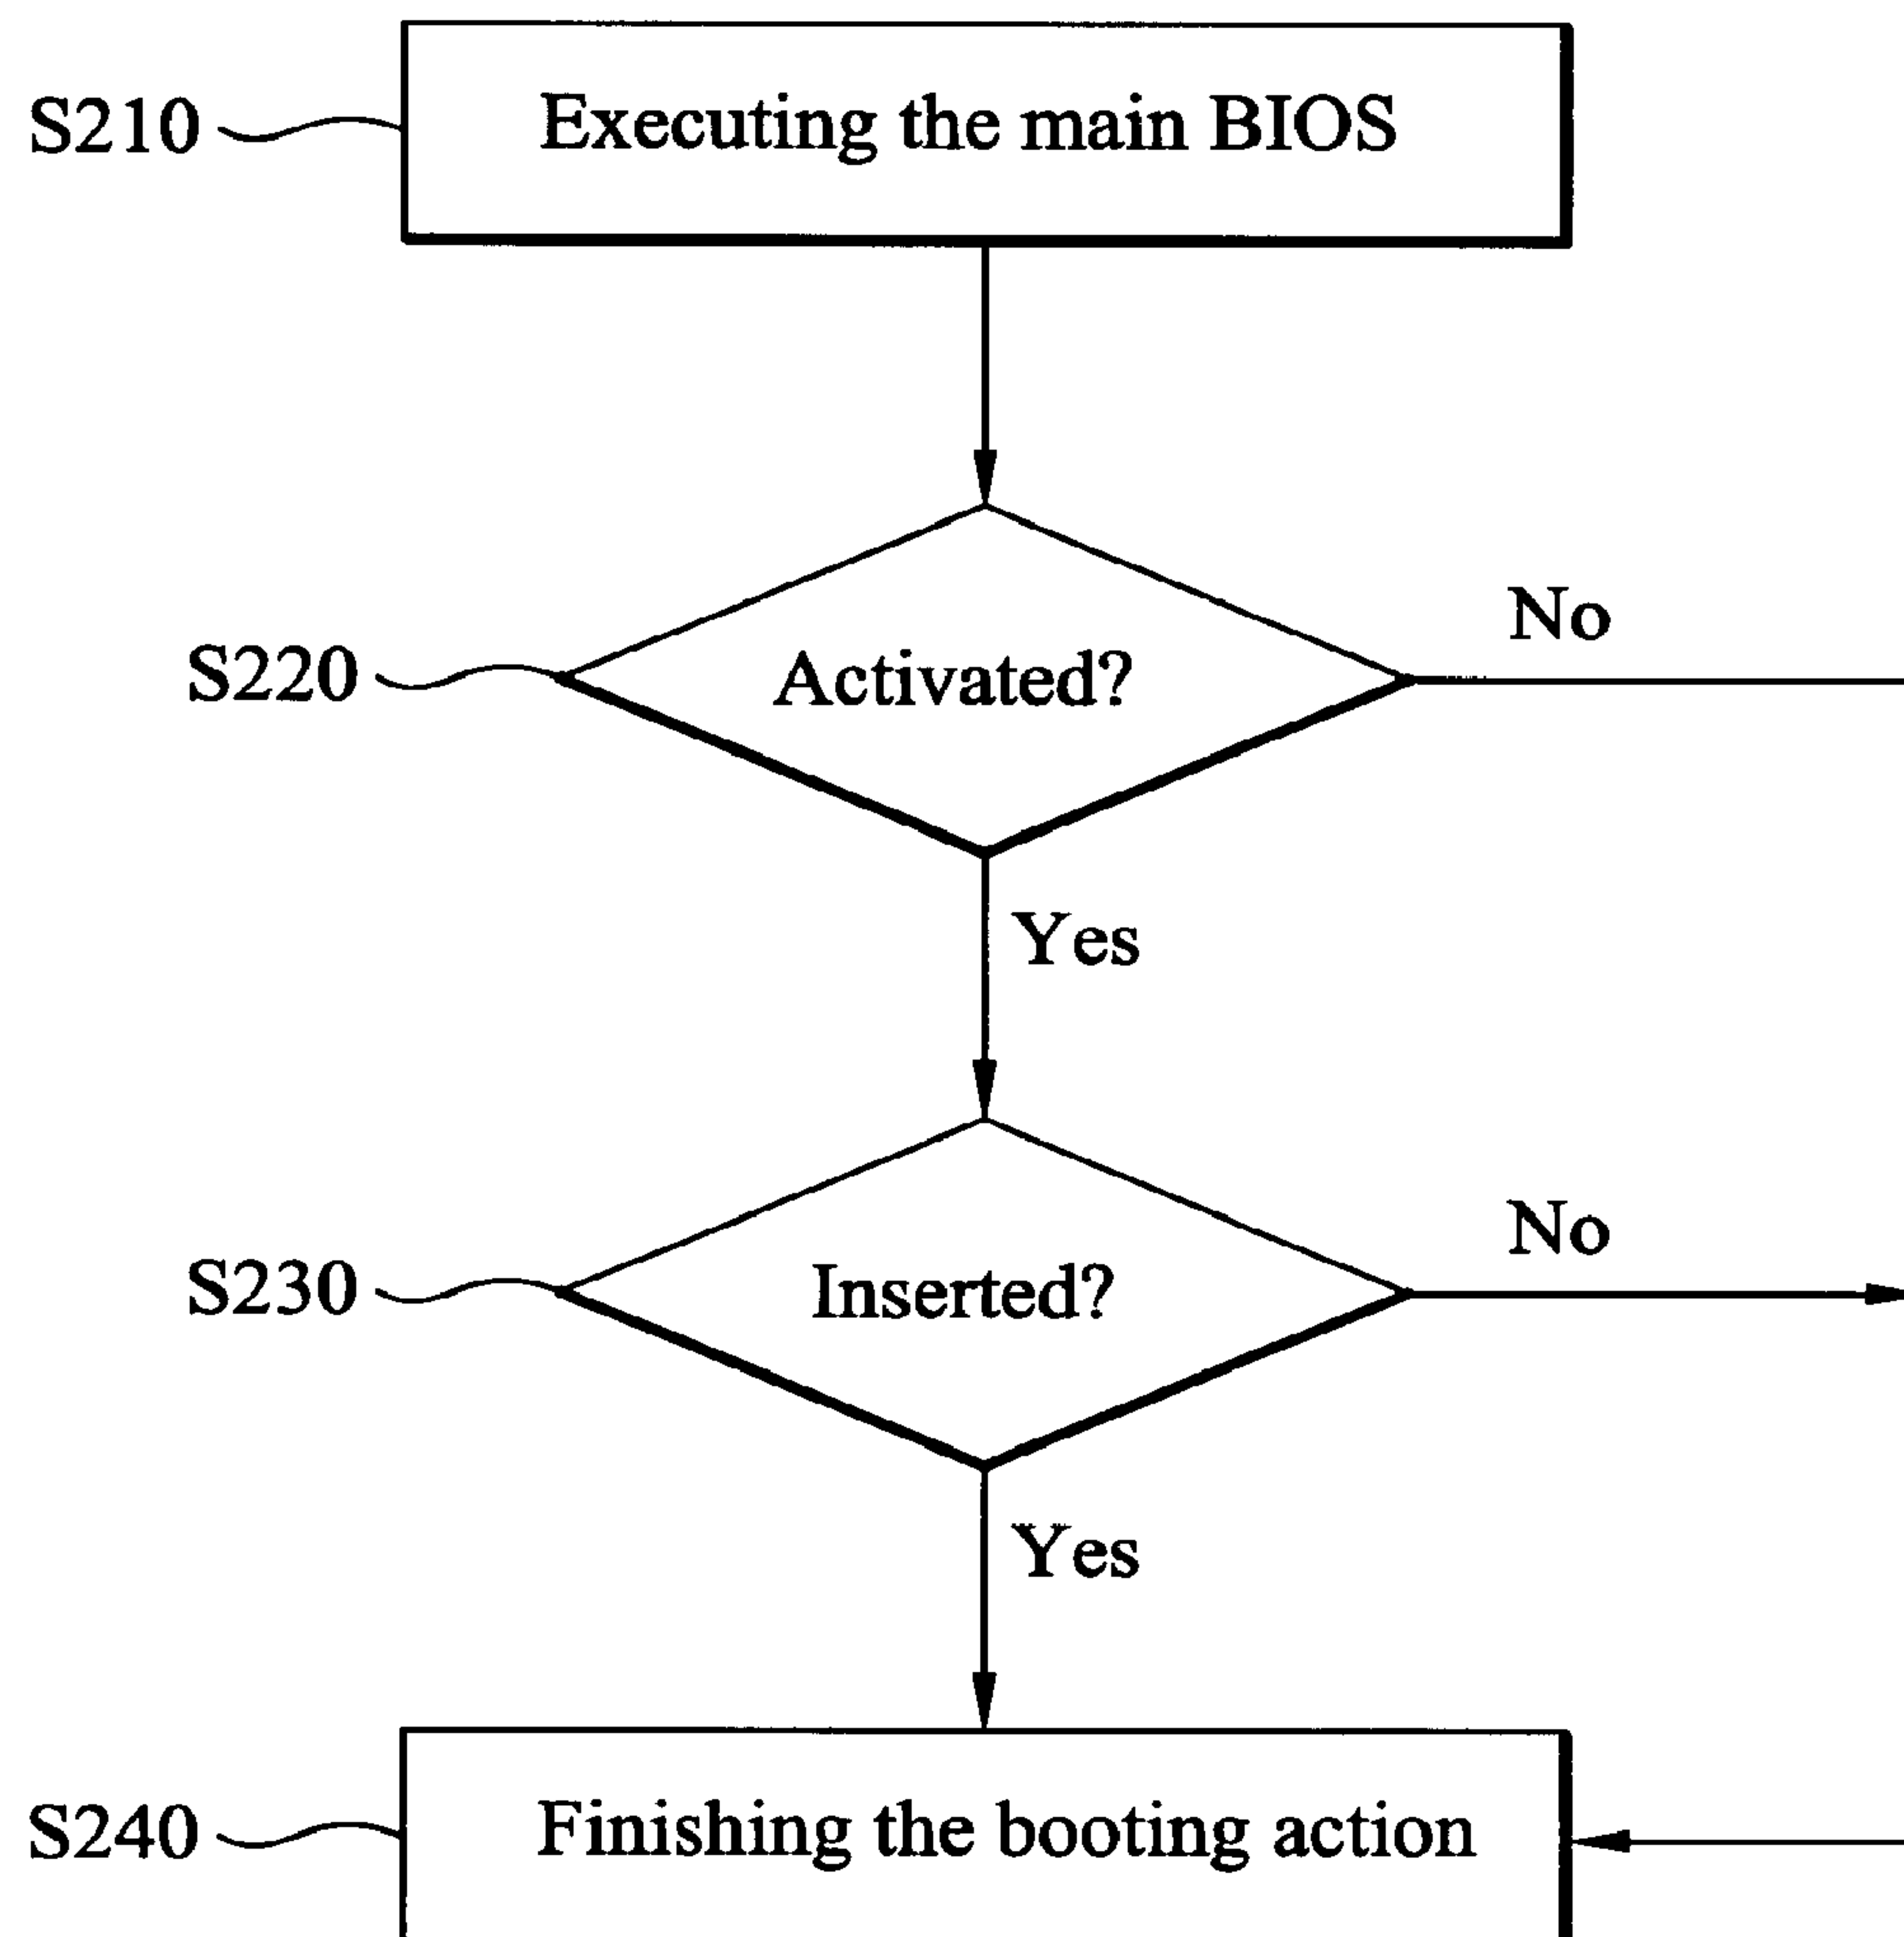 S210 Executing the main BIOS
No
S220 Activated?
Yes
No
S230 Inserted?
Yes
S240 Finishing the booting action